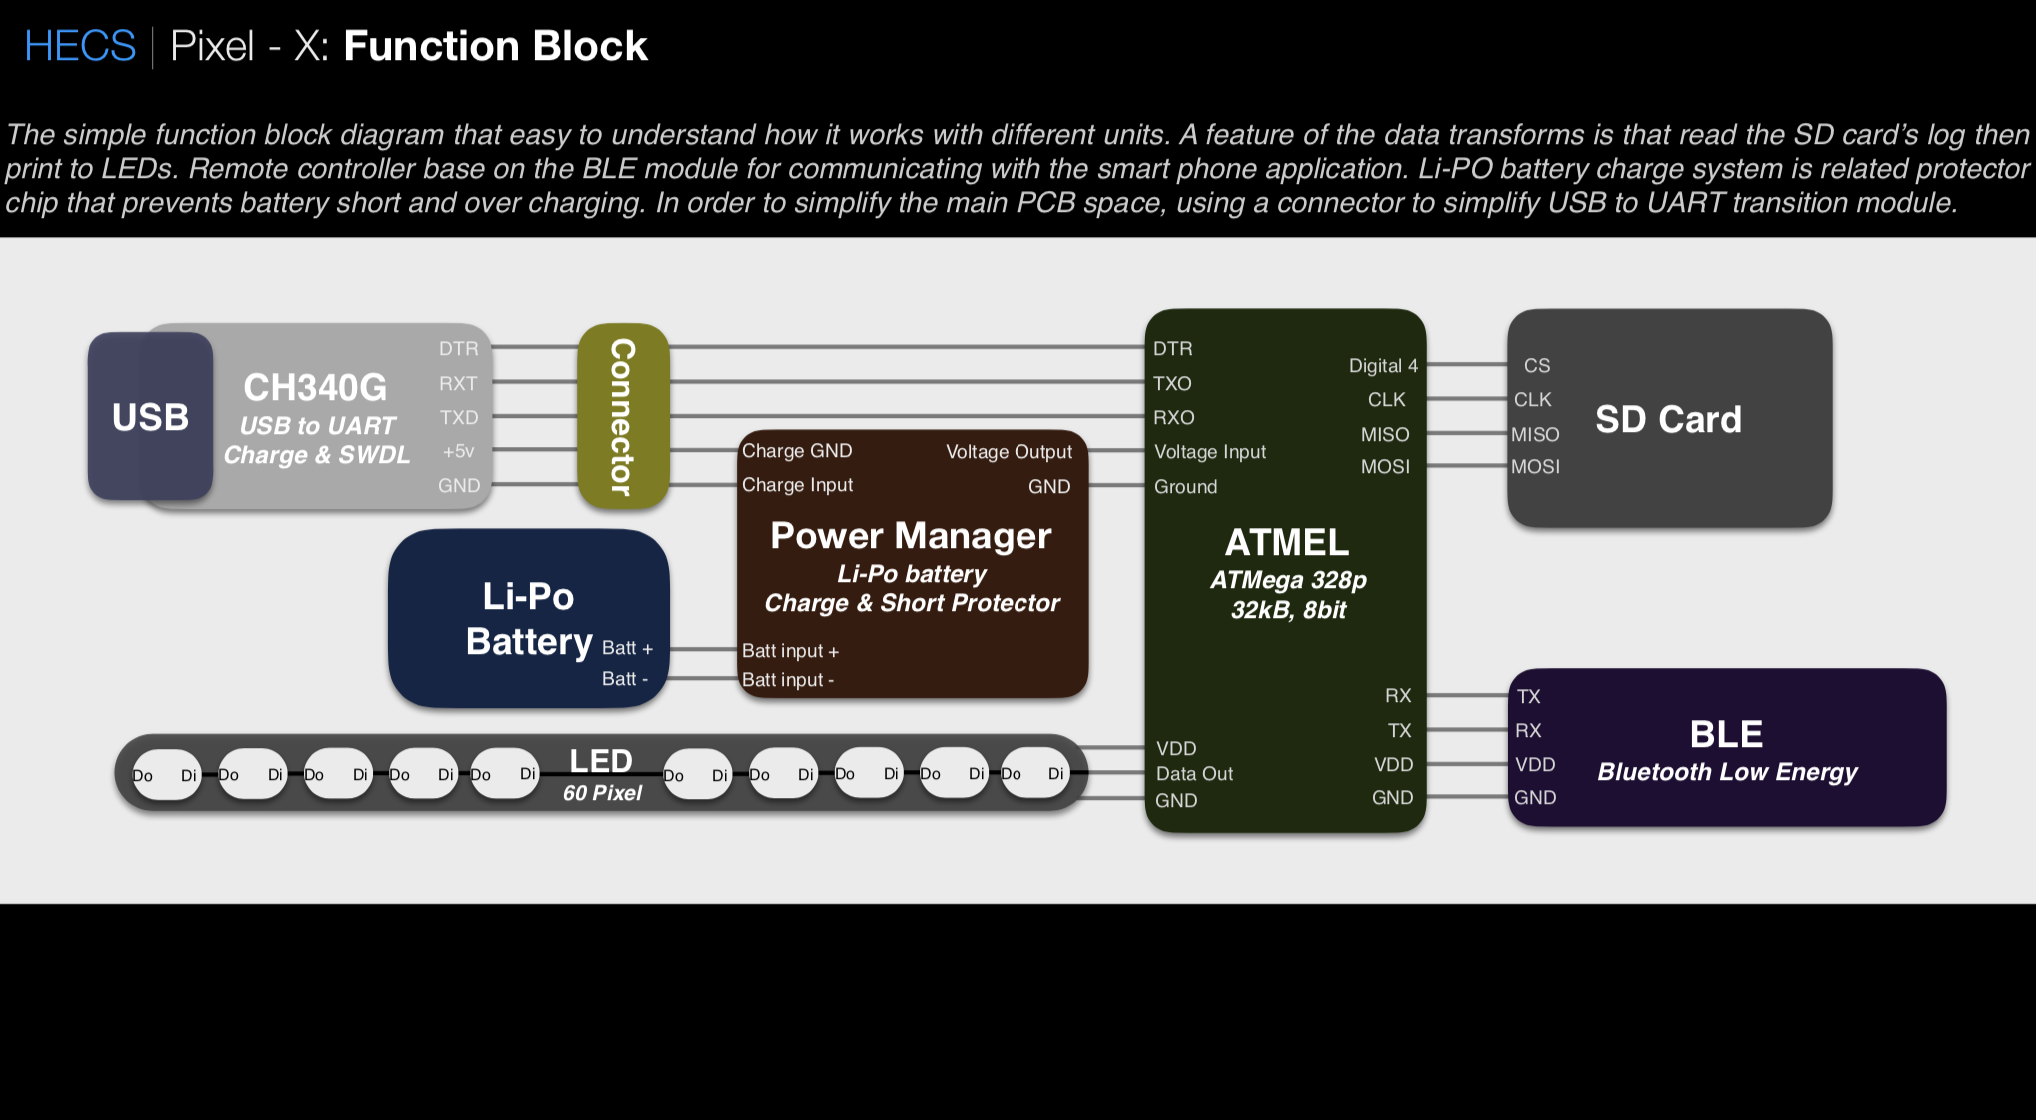 HECS | Pixel - X: Function Block
The simple function block diagram that easy to understand how it works with different units. A feature of the data transforms is that read the SD card's log then
print to LEDs. Remote controller base on the BLE module for communicating with the smart phone application. Li-PO battery charge system is related protector
chip that prevents battery short and over charging. In order to simplify the main PCB space, using a connector to simplify USB to UART transition module.
USB
CH340G
USB to UART
Charge & SWDL
DTR
RXT
TXD
+5v
GND
Connector
Charge GND
Charge Input
Voltage Output
GND
Power Manager
Li-Po battery
Charge & Short Protector
Batt input +
Batt input -
Li-Po
Battery
Batt +
Batt -
DTR
TXO
RXO
Voltage Input
Ground
Digital 4
CLK
MISO
MOSI
ATMEL
ATMega 328p
32kB, 8bit
RX
TX
VDD
GND
VDD
Data Out
GND
CS
CLK
MISO
MOSI
SD Card
TX
RX
VDD
GND
BLE
Bluetooth Low Energy
Do Di Do Di Do Di Do Di Do Di
LED
60 Pixel
Do Di Do Di Do Di Do Di Do Di